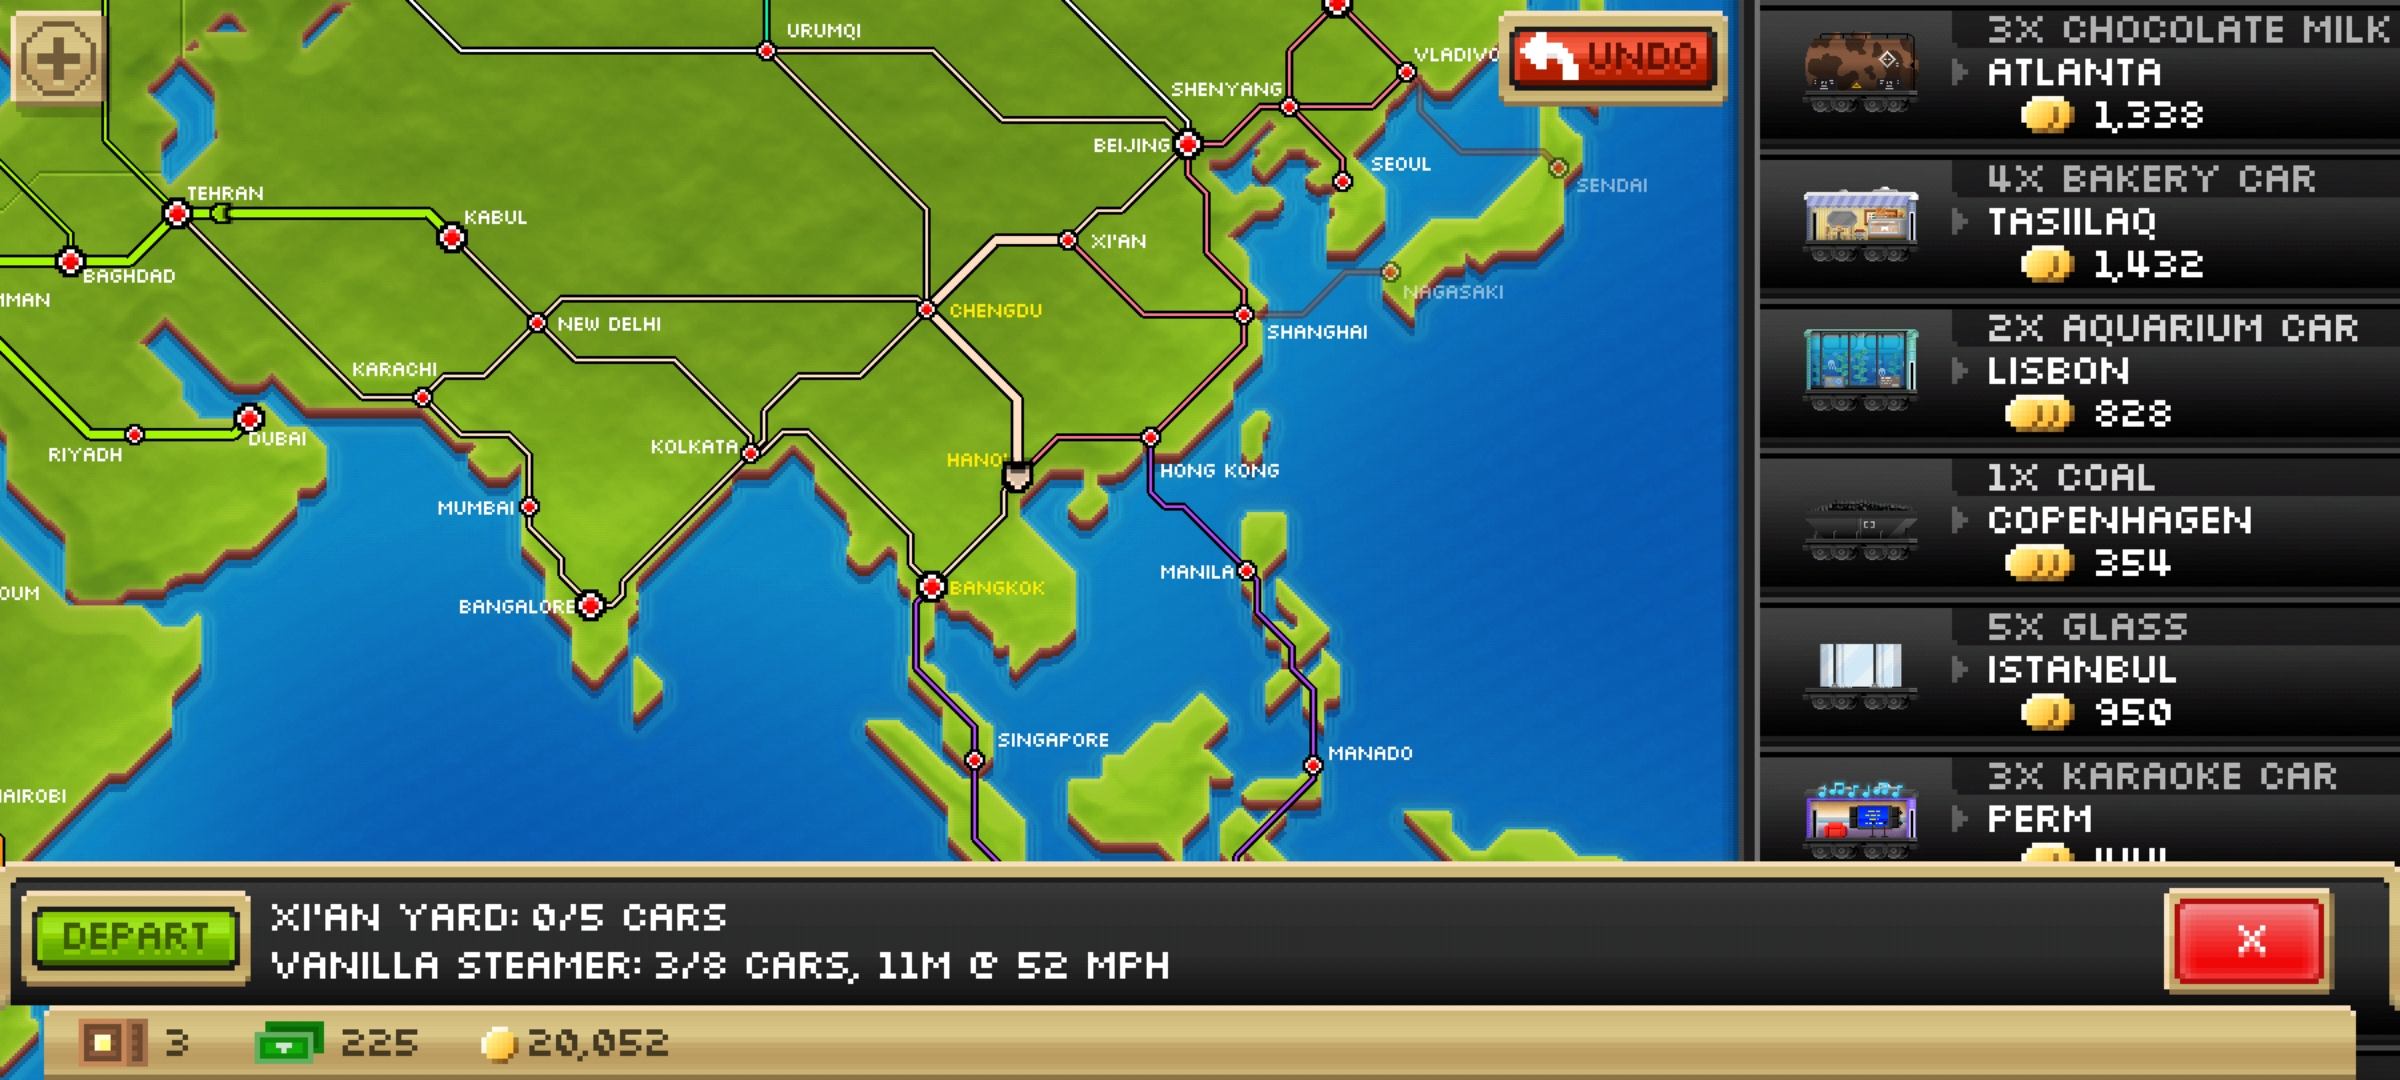 URUMQI
VLADIVO
UNDO
SHENYANG
BEIJING
SEOUL
SENDAI
TEHRAN
KABUL
XI'AN
BAGHDAD
MMAN
NAGASAKI
CHENGDU
NEW DELHI
SHANGHAI
KARACHI
DUBAI
RIYADH
KOLKATA
HANO
HONG KONG
MUMBAI
MANILA
OUM
BANGALORE
BANGKOK
SINGAPORE
MANADO
NAIROBI
3X CHOCOLATE MILK
ATLANTA
1,338
4X BAKERY CAR
TASIILAQ
1,432
2X AQUARIUM CAR
LISBON
828
1X COAL
COPENHAGEN
354
5X GLASS
ISTANBUL
950
3X KARAOKE CAR
PERM
DEPART
XI'AN YARD: 0/5 CARS
VANILLA STEAMER: 3/8 CARS, 11M @ 52 MPH
X
3
225
20,052